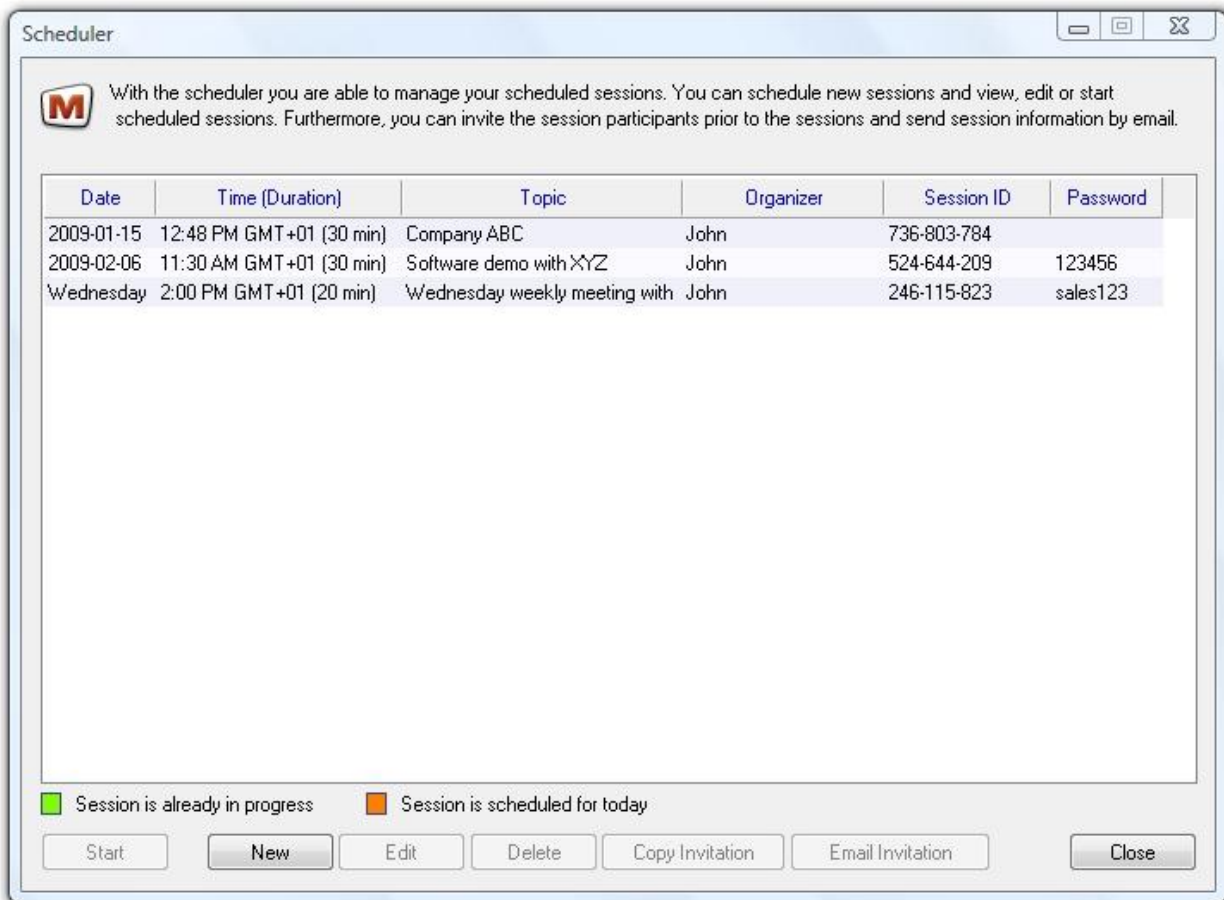 Scheduler
M
With the scheduler you are able to manage your scheduled sessions. You can schedule new sessions and view, edit or start
scheduled sessions. Furthermore, you can invite the session participants prior to the sessions and send session information by email.
Date Time (Duration) Topic Organizer Session ID Password
2009-01-15 12:48 PM GMT+01 (30 min) Company ABC John 736-803-784
2009-02-06 11:30 AM GMT+01 (30 min) Software demo with XYZ John 524-644-209 123456
Wednesday 2:00 PM GMT+01 (20 min) Wednesday weekly meeting with John 246-115-823 sales123
Session is already in progress Session is scheduled for today
Start New Edit Delete Copy Invitation Email Invitation Close